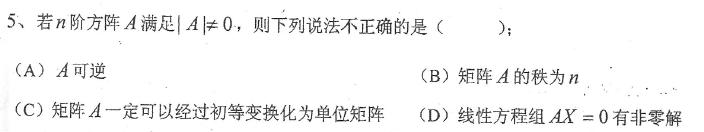 5、若n阶方阵A满足|A|≠0,则下列说法不正确的是( );
(A)A可逆 (B)矩阵A的秩为n
(C)矩阵A一定可以经过初等变换化为单位矩阵 (D)线性方程组AX=0有非零解